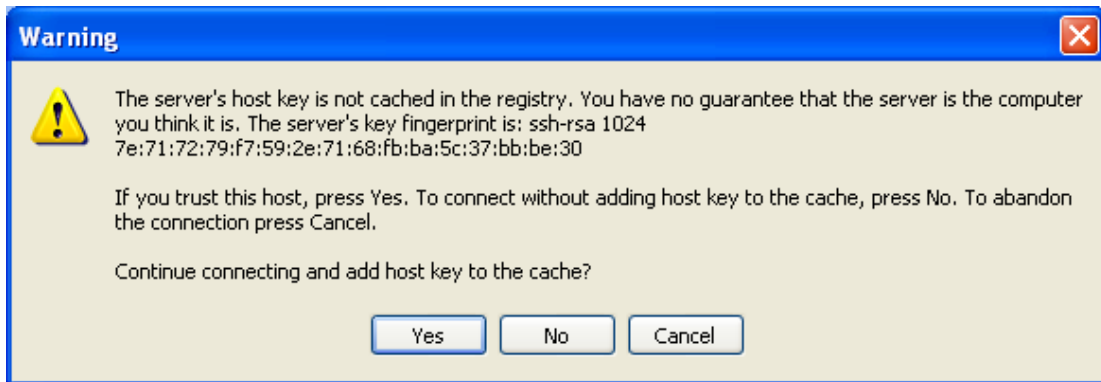 Warning
The server's host key is not cached in the registry. You have no guarantee that the server is the computer
you think it is. The server's key fingerprint is: ssh-rsa 1024
7e:71:72:79:f7:59:2e:71:68:fb:ba:5c:37:bb:be:30
If you trust this host, press Yes. To connect without adding host key to the cache, press No. To abandon
the connection press Cancel.
Continue connecting and add host key to the cache?
Yes No Cancel